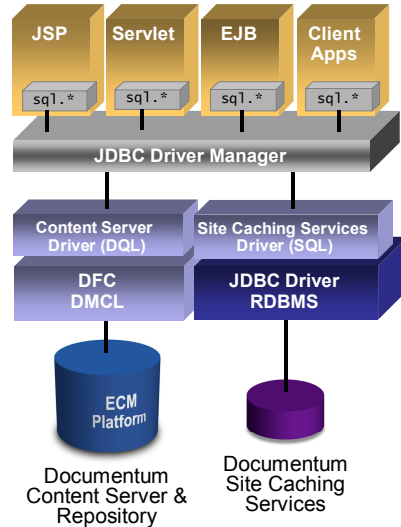 JSP
Servlet
EJB
Client
Apps
sql.*
sql.*
sql.*
sql.*
JDBC Driver Manager
Content Server
Driver (DQL)
Site Caching Services
Driver (SQL)
DFC
DMCL
JDBC Driver
RDBMS
ECM
Platform
Documentum
Content Server &
Repository
Documentum
Site Caching
Services